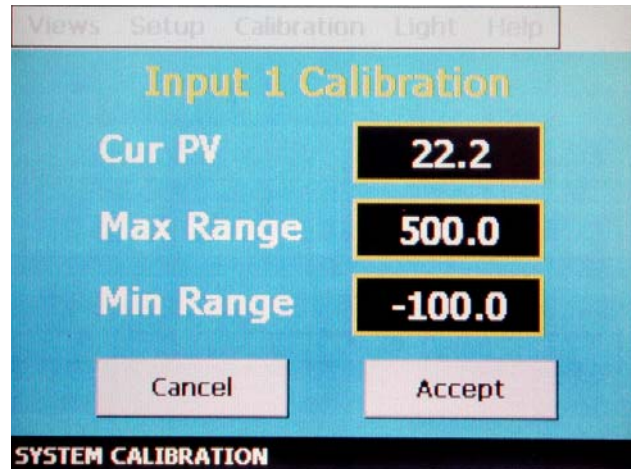 Views Setup Calibration Light Help
Input 1 Calibration
Cur PV 22.2
Max Range 500.0
Min Range -100.0
Cancel Accept
SYSTEM CALIBRATION